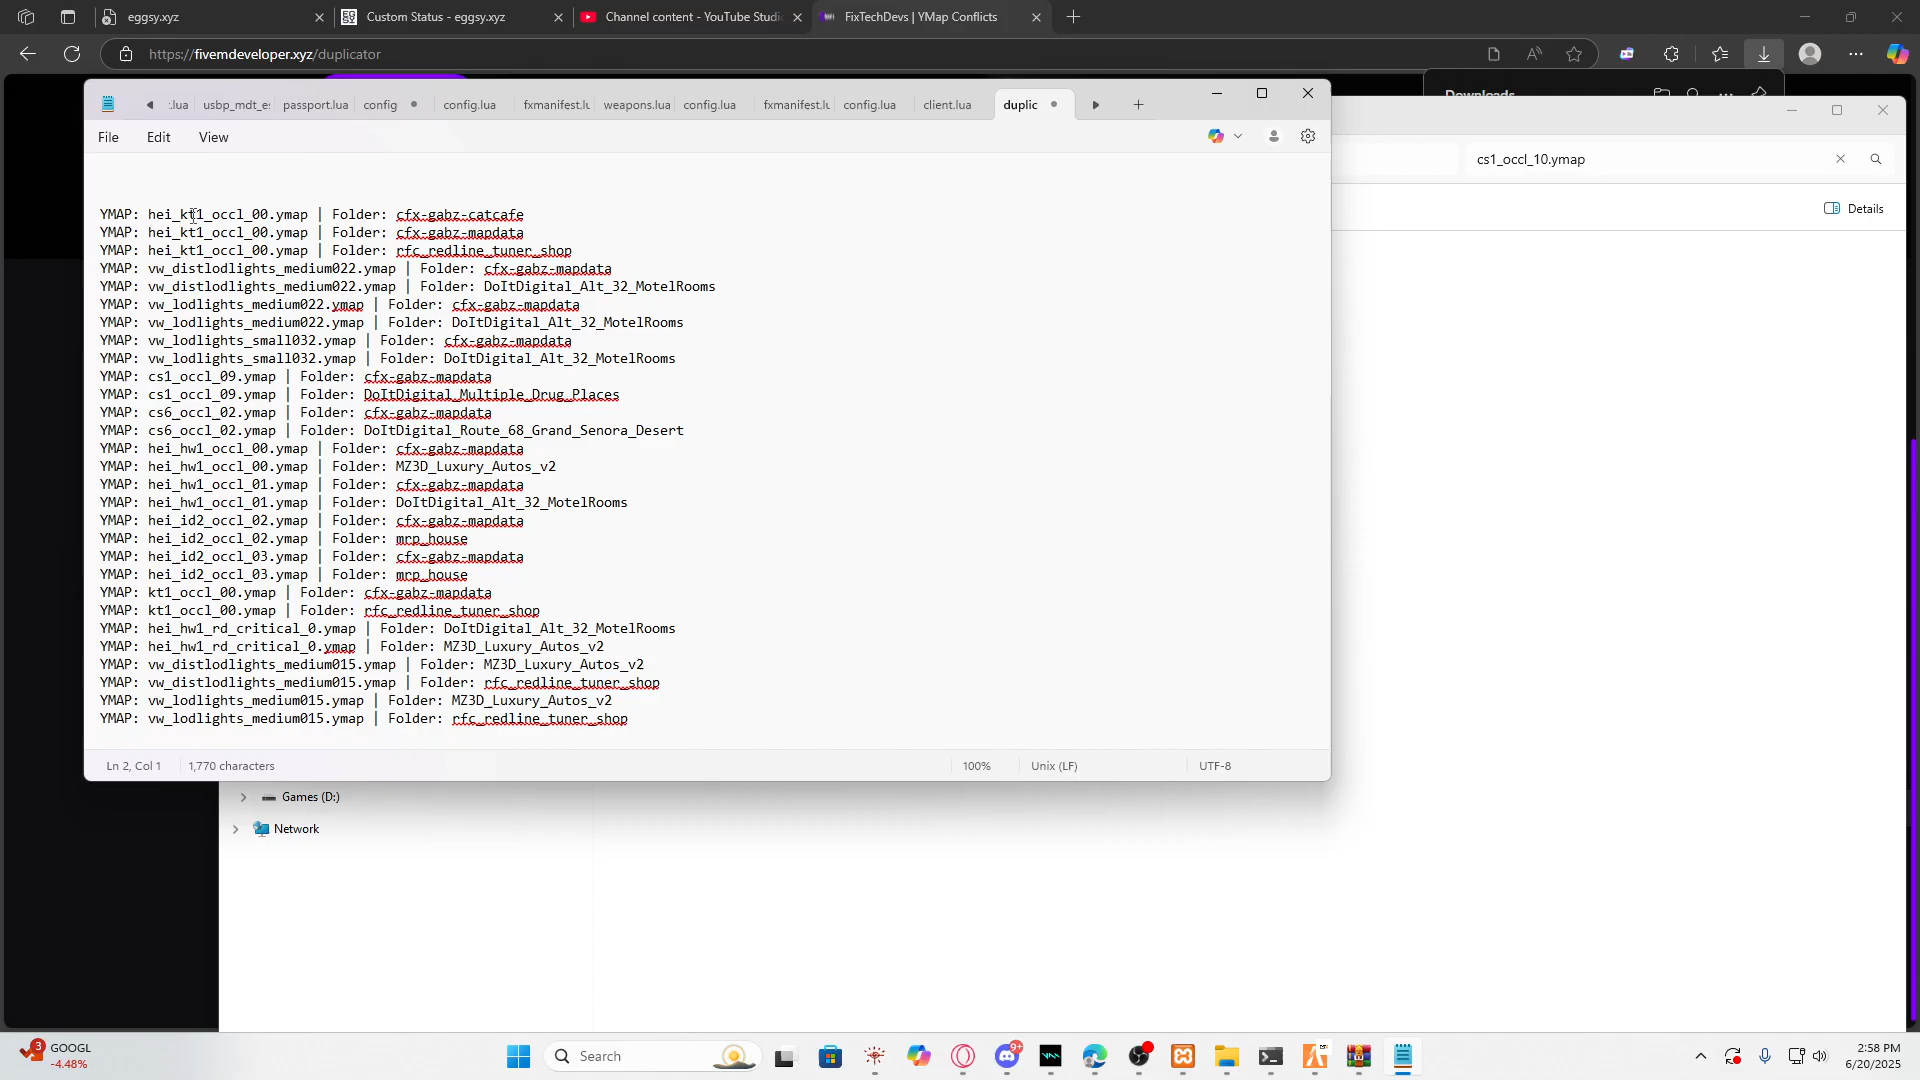 eggsy.xyz
Custom Status - eggsy.xyz
Channel content - YouTube Studi
FixTechDevs | YMap Conflicts
https://fivemdeveloper.xyz/duplicator
Downloads
.lua
usbp_mdt_e
passport.lua
config
config.lua
fxmanifest.lu
weapons.lua
config.lua
fxmanifest.lu
config.lua
client.lua
duplic
File
Edit
View
cs1_occl_10.ymap
Details
YMAP: hei_kt1_occl_00.ymap | Folder: cfx-gabz-catcafe
YMAP: hei_kt1_occl_00.ymap | Folder: cfx-gabz-mapdata
YMAP: hei_kt1_occl_00.ymap | Folder: rfc_redline_tuner_shop
YMAP: vw_distlodlights_medium022.ymap | Folder: cfx-gabz-mapdata
YMAP: vw_distlodlights_medium022.ymap | Folder: DoItDigital_Alt_32_MotelRooms
YMAP: vw_lodlights_medium022.ymap | Folder: cfx-gabz-mapdata
YMAP: vw_lodlights_medium022.ymap | Folder: DoItDigital_Alt_32_MotelRooms
YMAP: vw_lodlights_small032.ymap | Folder: cfx-gabz-mapdata
YMAP: vw_lodlights_small032.ymap | Folder: DoItDigital_Alt_32_MotelRooms
YMAP: cs1_occl_09.ymap | Folder: cfx-gabz-mapdata
YMAP: cs1_occl_09.ymap | Folder: DoItDigital_Multiple_Drug_Places
YMAP: cs6_occl_02.ymap | Folder: cfx-gabz-mapdata
YMAP: cs6_occl_02.ymap | Folder: DoItDigital_Route_68_Grand_Senora_Desert
YMAP: hei_hw1_occl_00.ymap | Folder: cfx-gabz-mapdata
YMAP: hei_hw1_occl_00.ymap | Folder: MZ3D_Luxury_Autos_v2
YMAP: hei_hw1_occl_01.ymap | Folder: cfx-gabz-mapdata
YMAP: hei_hw1_occl_01.ymap | Folder: DoItDigital_Alt_32_MotelRooms
YMAP: hei_id2_occl_02.ymap | Folder: cfx-gabz-mapdata
YMAP: hei_id2_occl_02.ymap | Folder: mrp_house
YMAP: hei_id2_occl_03.ymap | Folder: cfx-gabz-mapdata
YMAP: hei_id2_occl_03.ymap | Folder: mrp_house
YMAP: kt1_occl_00.ymap | Folder: cfx-gabz-mapdata
YMAP: kt1_occl_00.ymap | Folder: rfc_redline_tuner_shop
YMAP: hei_hw1_rd_critical_0.ymap | Folder: DoItDigital_Alt_32_MotelRooms
YMAP: hei_hw1_rd_critical_0.ymap | Folder: MZ3D_Luxury_Autos_v2
YMAP: vw_distlodlights_medium015.ymap | Folder: MZ3D_Luxury_Autos_v2
YMAP: vw_distlodlights_medium015.ymap | Folder: rfc_redline_tuner_shop
YMAP: vw_lodlights_medium015.ymap | Folder: MZ3D_Luxury_Autos_v2
YMAP: vw_lodlights_medium015.ymap | Folder: rfc_redline_tuner_shop
Ln 2, Col 1
1,770 characters
100%
Unix (LF)
UTF-8
Games (D:)
Network
3
GOOGL
-4.48%
Search
9+
2:58 PM
6/20/2025